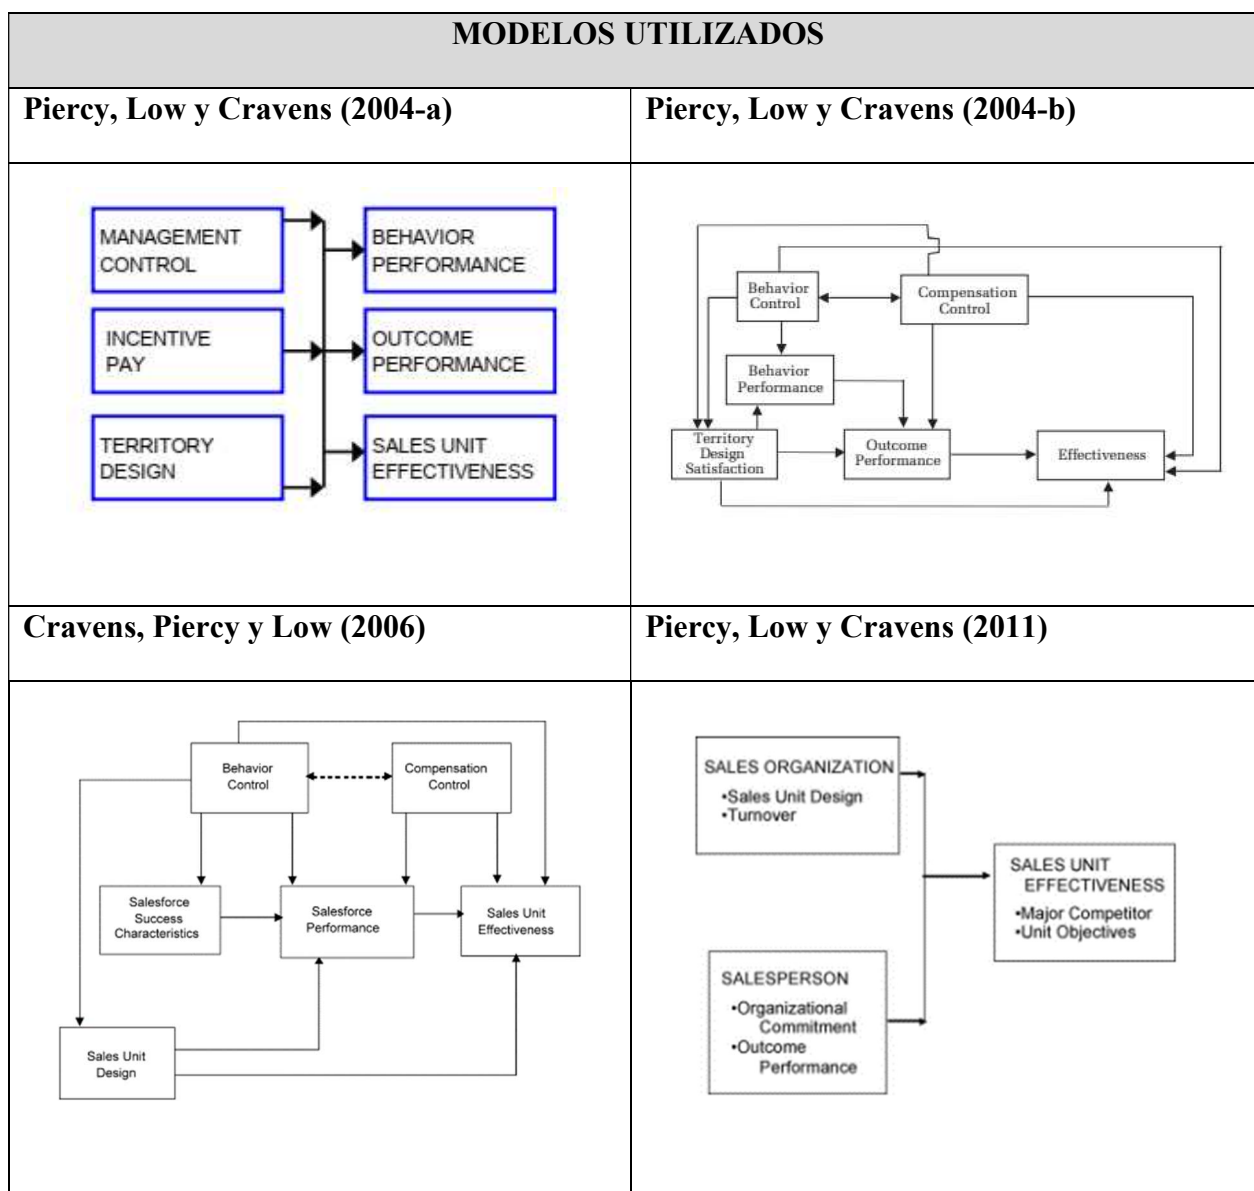 MODELOS UTILIZADOS
Piercy, Low y Cravens (2004-a)
Piercy, Low y Cravens (2004-b)
MANAGEMENT
CONTROL
BEHAVIOR
PERFORMANCE
INCENTIVE
PAY
OUTCOME
PERFORMANCE
TERRITORY
DESIGN
SALES UNIT
EFFECTIVENESS
Behavior
Control
Compensation
Control
Behavior
Performance
Territory
Design
Satisfaction
Outcome
Performance
Effectiveness
Cravens, Piercy y Low (2006)
Piercy, Low y Cravens (2011)
Behavior
Control
Compensation
Control
Salesforce
Success
Characteristics
Salesforce
Performance
Sales Unit
Effectiveness
Sales Unit
Design
SALES ORGANIZATION
•Sales Unit Design
•Turnover
SALES UNIT
EFFECTIVENESS
•Major Competitor
•Unit Objectives
SALESPERSON
•Organizational
Commitment
•Outcome
Performance